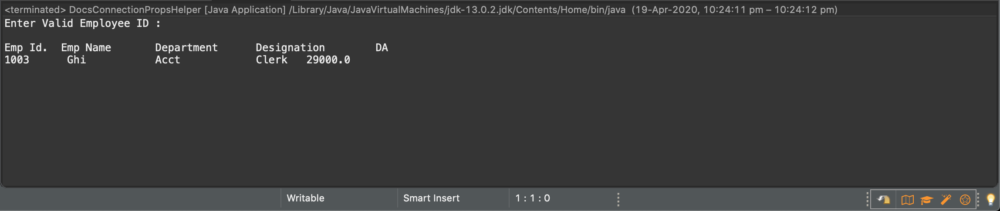 <terminated> DocsConnectionPropsHelper [Java Application] /Library/Java/JavaVirtualMachines/jdk-13.0.2.jdk/Contents/Home/bin/java (19-Apr-2020, 10:24:11 pm – 10:24:12 pm)
Enter Valid Employee ID :
Emp Id. Emp Name Department Designation DA
1003 Ghi Acct Clerk 29000.0
Writable Smart Insert 1 : 1 : 0